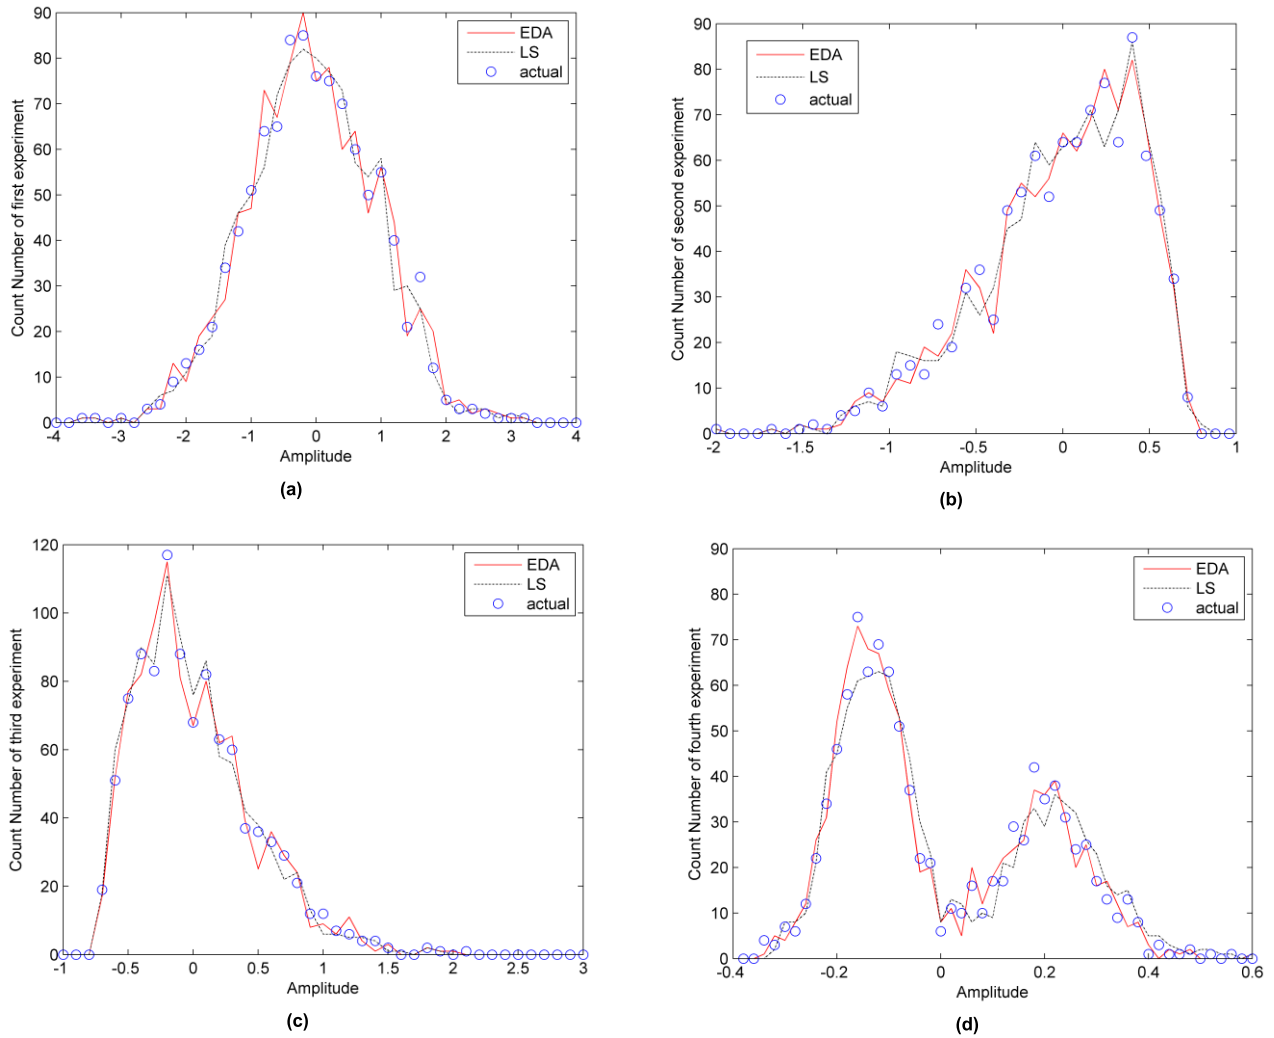 90
80
70
60
50
40
30
20
10
0
Count Number of first experiment
EDA
LS
actual
-4 -3 -2 -1 0 1 2 3 4
Amplitude
(a)
90
80
70
60
50
40
30
20
10
0
Count Number of second experiment
EDA
LS
actual
-2 -1.5 -1 -0.5 0 0.5 1
Amplitude
(b)
120
100
80
60
40
20
0
Count Number of third experiment
EDA
LS
actual
-1 -0.5 0 0.5 1 1.5 2 2.5 3
Amplitude
(c)
90
80
70
60
50
40
30
20
10
0
Count Number of fourth experiment
EDA
LS
actual
-0.4 -0.2 0 0.2 0.4 0.6
Amplitude
(d)